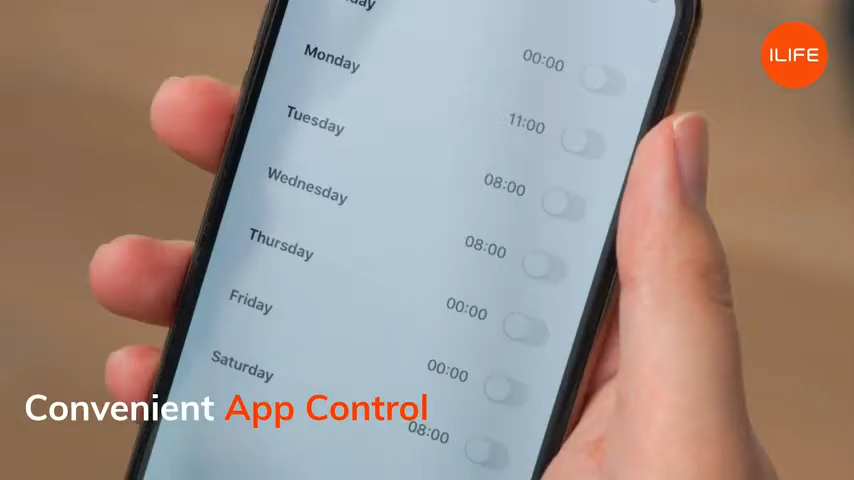 ILIFE
00:00
Monday 11:00
Tuesday 08:00
Wednesday 08:00
Thursday 00:00
Friday 00:00
Saturday 08:00
Convenient App Control